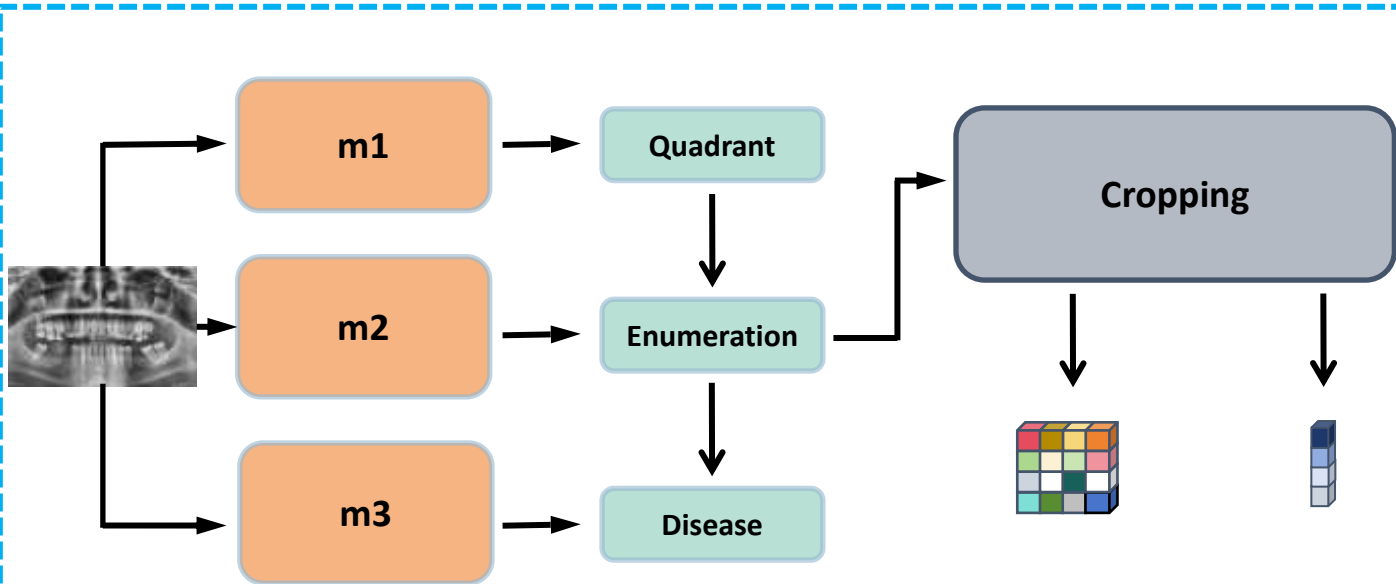 m1
Quadrant
Cropping
m2
Enumeration
m3
Disease